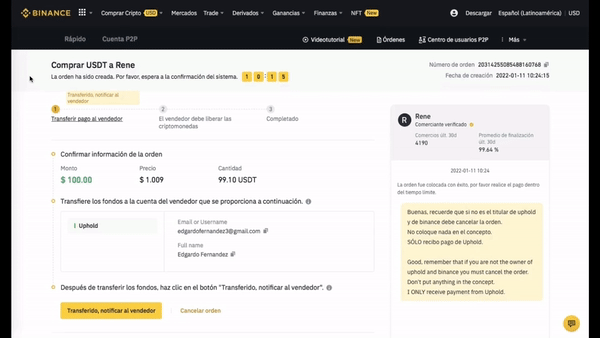 BINANCE
Comprar Cripto USD Mercados Trade Derivados Ganancias Finanzas NFT New Descargar Español (Latinoamérica) | USD
Rápido Cuenta P2P Videotutorial New Órdenes Centro de usuarios P2P | Más
Comprar USDT a Rene
La orden ha sido creada. Por favor, espera a la confirmación del sistema. 1 0 : 1 5
Número de orden 20314255085488160768
Fecha de creación 2022-01-11 10:24:15
Transferido, notificar al
vendedor
1 2 3
Transferir pago al vendedor El vendedor debe liberar las Completado
criptomonedas
Confirmar información de la orden
Monto Precio Cantidad
$ 100.00 $ 1.009 99.10 USDT
Transfiere los fondos a la cuenta del vendedor que se proporciona a continuación.
Uphold
Email or Username
edgardofernandez3@gmail.com
Full name
Edgardo Fernandez
Después de transferir los fondos, haz clic en el botón "Transferido, notificar al vendedor".
Transferido, notificar al vendedor Cancelar orden
R Rene
Comerciante verificado
Comercios últ. 30d Promedio de finalización
últ. 30d
4190 99.64 %
2022-01-11 10:24
La orden fue colocada con éxito, por favor realice el pago dentro
del tiempo límite.
Buenas, recuerde que si no es el titular de uphold
y de binance debe cancelar la orden.
No coloque nada en el concepto.
SÓLO recibo pago de Uphold.
Good, remember that if you are not the owner of
uphold and binance you must cancel the order.
Don't put anything in the concept.
I ONLY receive payment from Uphold.